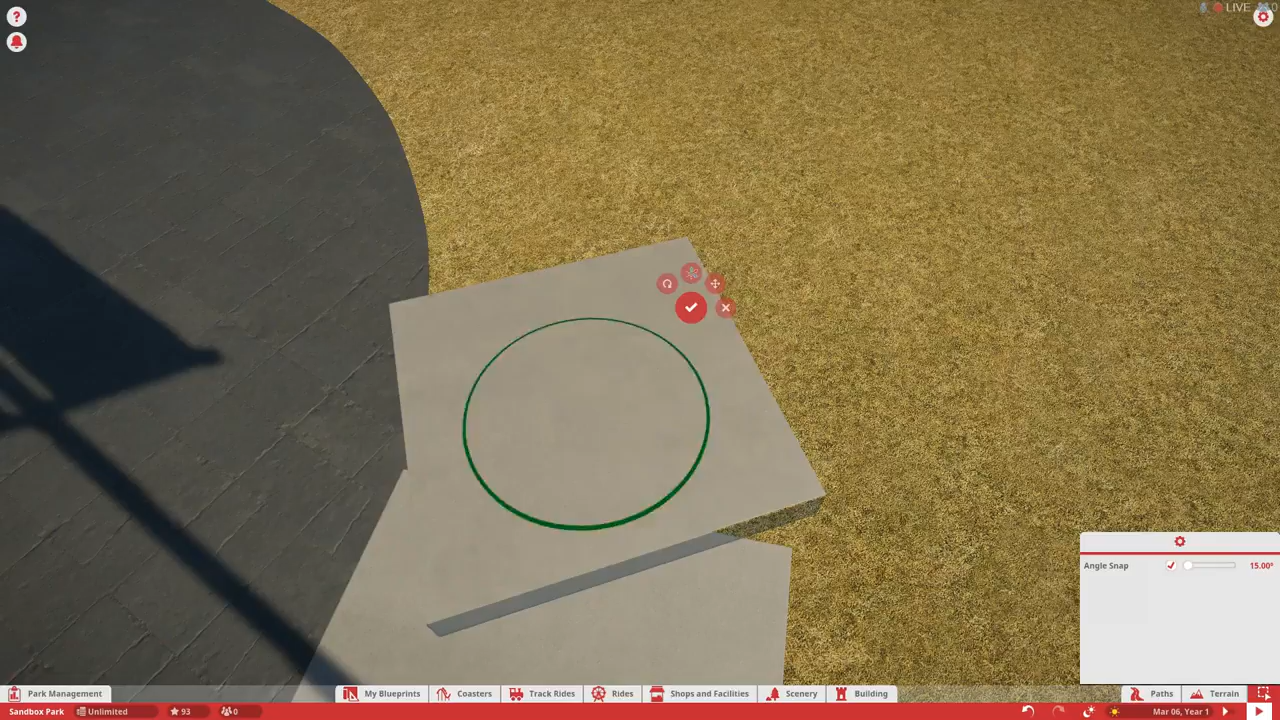 ?
LIVE
0
Angle Snap
15.00°
Park Management
My Blueprints
Coasters
Track Rides
Rides
Shops and Facilities
Scenery
Building
Paths
Terrain
Sandbox Park
Unlimited
93
0
Mar 06, Year 1